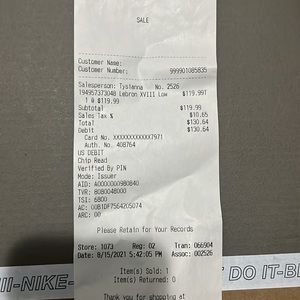 SALE
Customer Name:
Customer Number: 999901085835
Salesperson: Tysianna No. 2526
194957373048 Lebron XVIII Low $119.99T
1 @ $119.99
Subtotal $119.99
Sales Tax % $10.65
Total $130.64
Debit $130.64
Card No. XXXXXXXXXXXX7971
Auth. No. 408764
US DEBIT
Chip Read
Verified By PIN
Mode: Issuer
AID: A0000000980840
TVR: 8080048000
TSI: 6800
AC: 00B1DF7564205074
ARC: 00
Please Retain for Your Records
Store: 1073 Reg: 02 Tran: 066904
Date: 8/15/2021 5:42:05 PM Assoc: 002526
Item(s) Sold: 1
Item(s) Returned: 0
Thank you for shopping at
-NIKE-
DO IT-